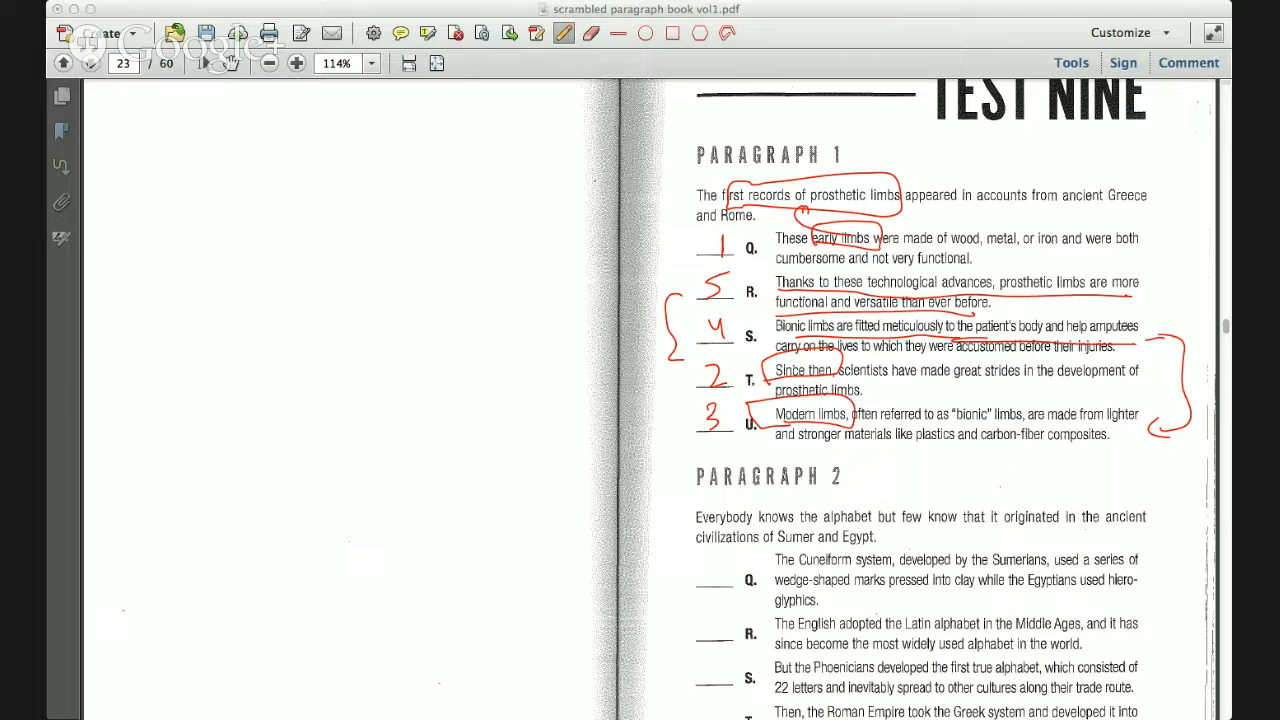 scrambled paragraph book vol1.pdf
Create
Google+
Customize
23 / 60
114%
Tools
Sign
Comment
TEST NINE
PARAGRAPH 1
The first records of prosthetic limbs appeared in accounts from ancient Greece
and Rome.
1 Q. These early limbs were made of wood, metal, or iron and were both
cumbersome and not very functional.
5 R. Thanks to these technological advances, prosthetic limbs are more
functional and versatile than ever before.
4 S. Bionic limbs are fitted meticulously to the patient's body and help amputees
carry on the lives to which they were accustomed before their injuries.
2 T. Since then, scientists have made great strides in the development of
prosthetic limbs.
3 U. Modern limbs, often referred to as “bionic” limbs, are made from lighter
and stronger materials like plastics and carbon-fiber composites.
PARAGRAPH 2
Everybody knows the alphabet but few know that it originated in the ancient
civilizations of Sumer and Egypt.
Q. The Cuneiform system, developed by the Sumerians, used a series of
wedge-shaped marks pressed into clay while the Egyptians used hiero-
glyphics.
R. The English adopted the Latin alphabet in the Middle Ages, and it has
since become the most widely used alphabet in the world.
S. But the Phoenicians developed the first true alphabet, which consisted of
22 letters and inevitably spread to other cultures along their trade route.
T. Then, the Roman Empire took the Greek system and developed it into